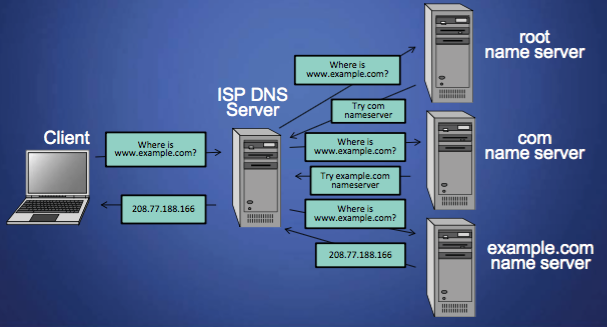 root
name server
Where is
www.example.com?
ISP DNS
Server
Try com
nameserver
Client
Where is
www.example.com?
Where is
www.example.com?
com
name server
Try example.com
nameserver
208.77.188.166
Where is
www.example.com?
208.77.188.166
example.com
name server